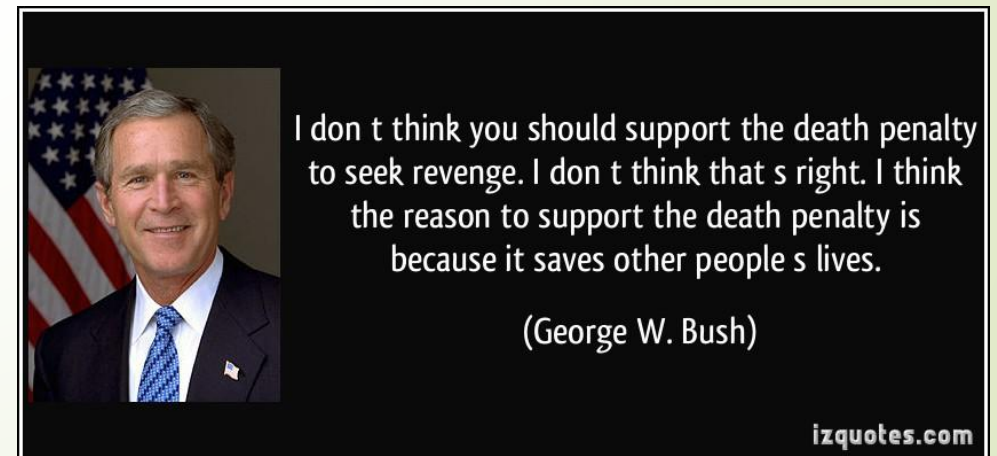 I don t think you should support the death penalty
to seek revenge. I don t think that s right. I think
the reason to support the death penalty is
because it saves other people s lives.
(George W. Bush)
izquotes.com